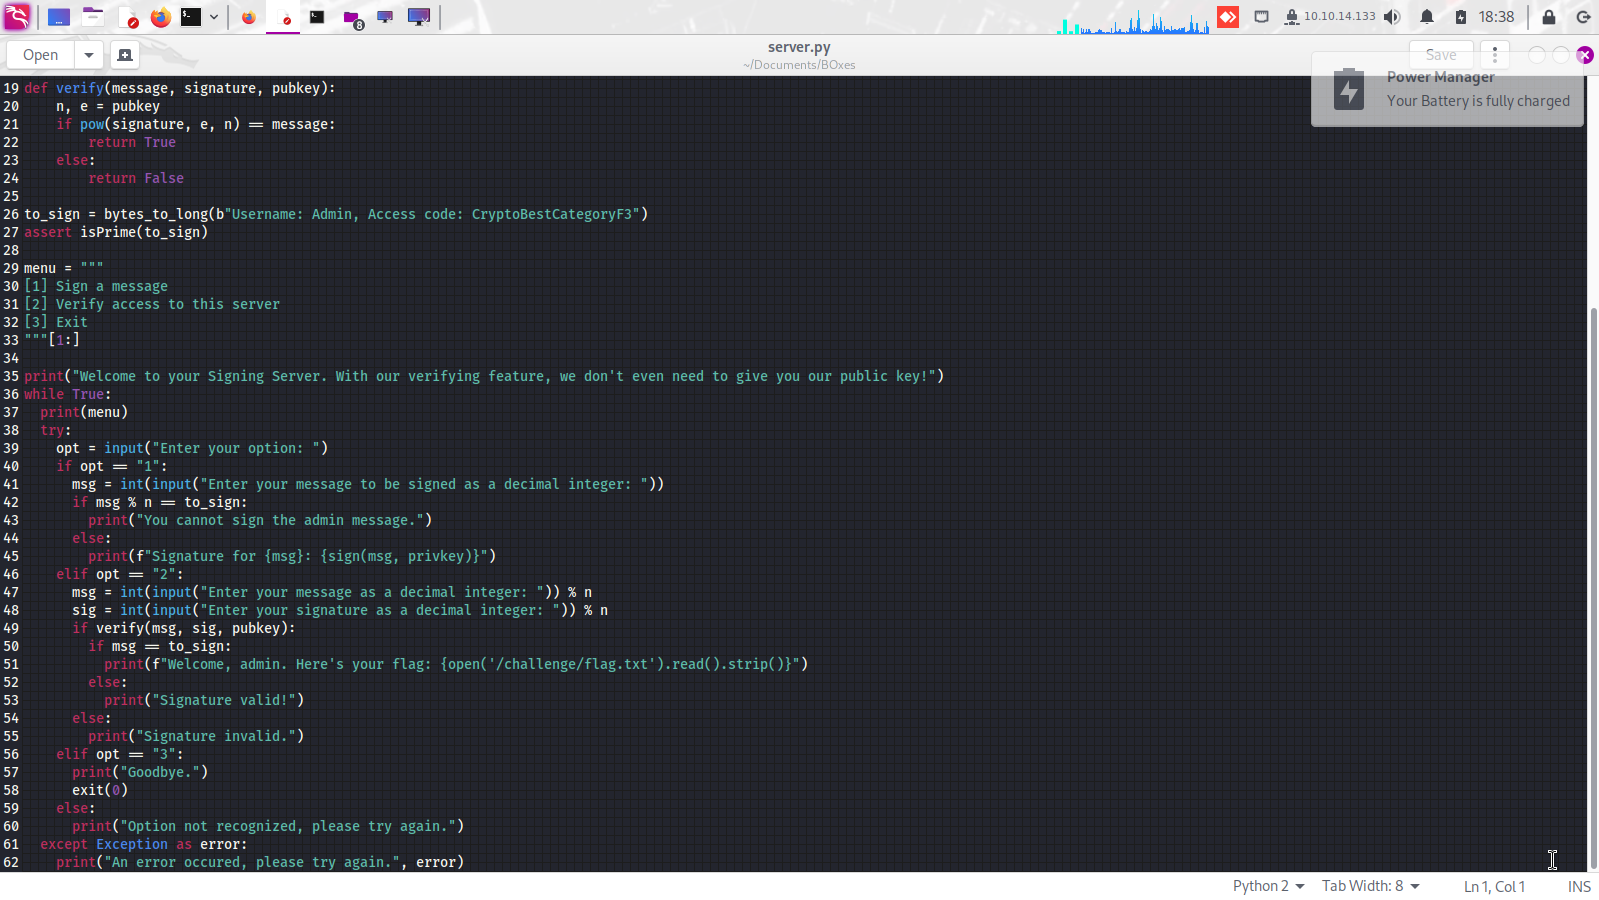 8
10.10.14.133
18:38
Open
server.py
~/Documents/BOxes
Save
Power Manager
Your Battery is fully charged
19 def verify(message, signature, pubkey):
20     n, e = pubkey
21     if pow(signature, e, n) == message:
22         return True
23     else:
24         return False
25
26 to_sign = bytes_to_long(b"Username: Admin, Access code: CryptoBestCategoryF3")
27 assert isPrime(to_sign)
28
29 menu = """
30 [1] Sign a message
31 [2] Verify access to this server
32 [3] Exit
33 """[1:]
34
35 print("Welcome to your Signing Server. With our verifying feature, we don't even need to give you our public key!")
36 while True:
37   print(menu)
38   try:
39     opt = input("Enter your option: ")
40     if opt == "1":
41       msg = int(input("Enter your message to be signed as a decimal integer: "))
42       if msg % n == to_sign:
43         print("You cannot sign the admin message.")
44       else:
45         print(f"Signature for {msg}: {sign(msg, privkey)}")
46     elif opt == "2":
47       msg = int(input("Enter your message as a decimal integer: ")) % n
48       sig = int(input("Enter your signature as a decimal integer: ")) % n
49       if verify(msg, sig, pubkey):
50         if msg == to_sign:
51           print(f"Welcome, admin. Here's your flag: {open('/challenge/flag.txt').read().strip()}")
52         else:
53           print("Signature valid!")
54       else:
55         print("Signature invalid.")
56     elif opt == "3":
57       print("Goodbye.")
58       exit(0)
59     else:
60       print("Option not recognized, please try again.")
61   except Exception as error:
62     print("An error occured, please try again.", error)
Python 2
Tab Width: 8
Ln 1, Col 1
INS